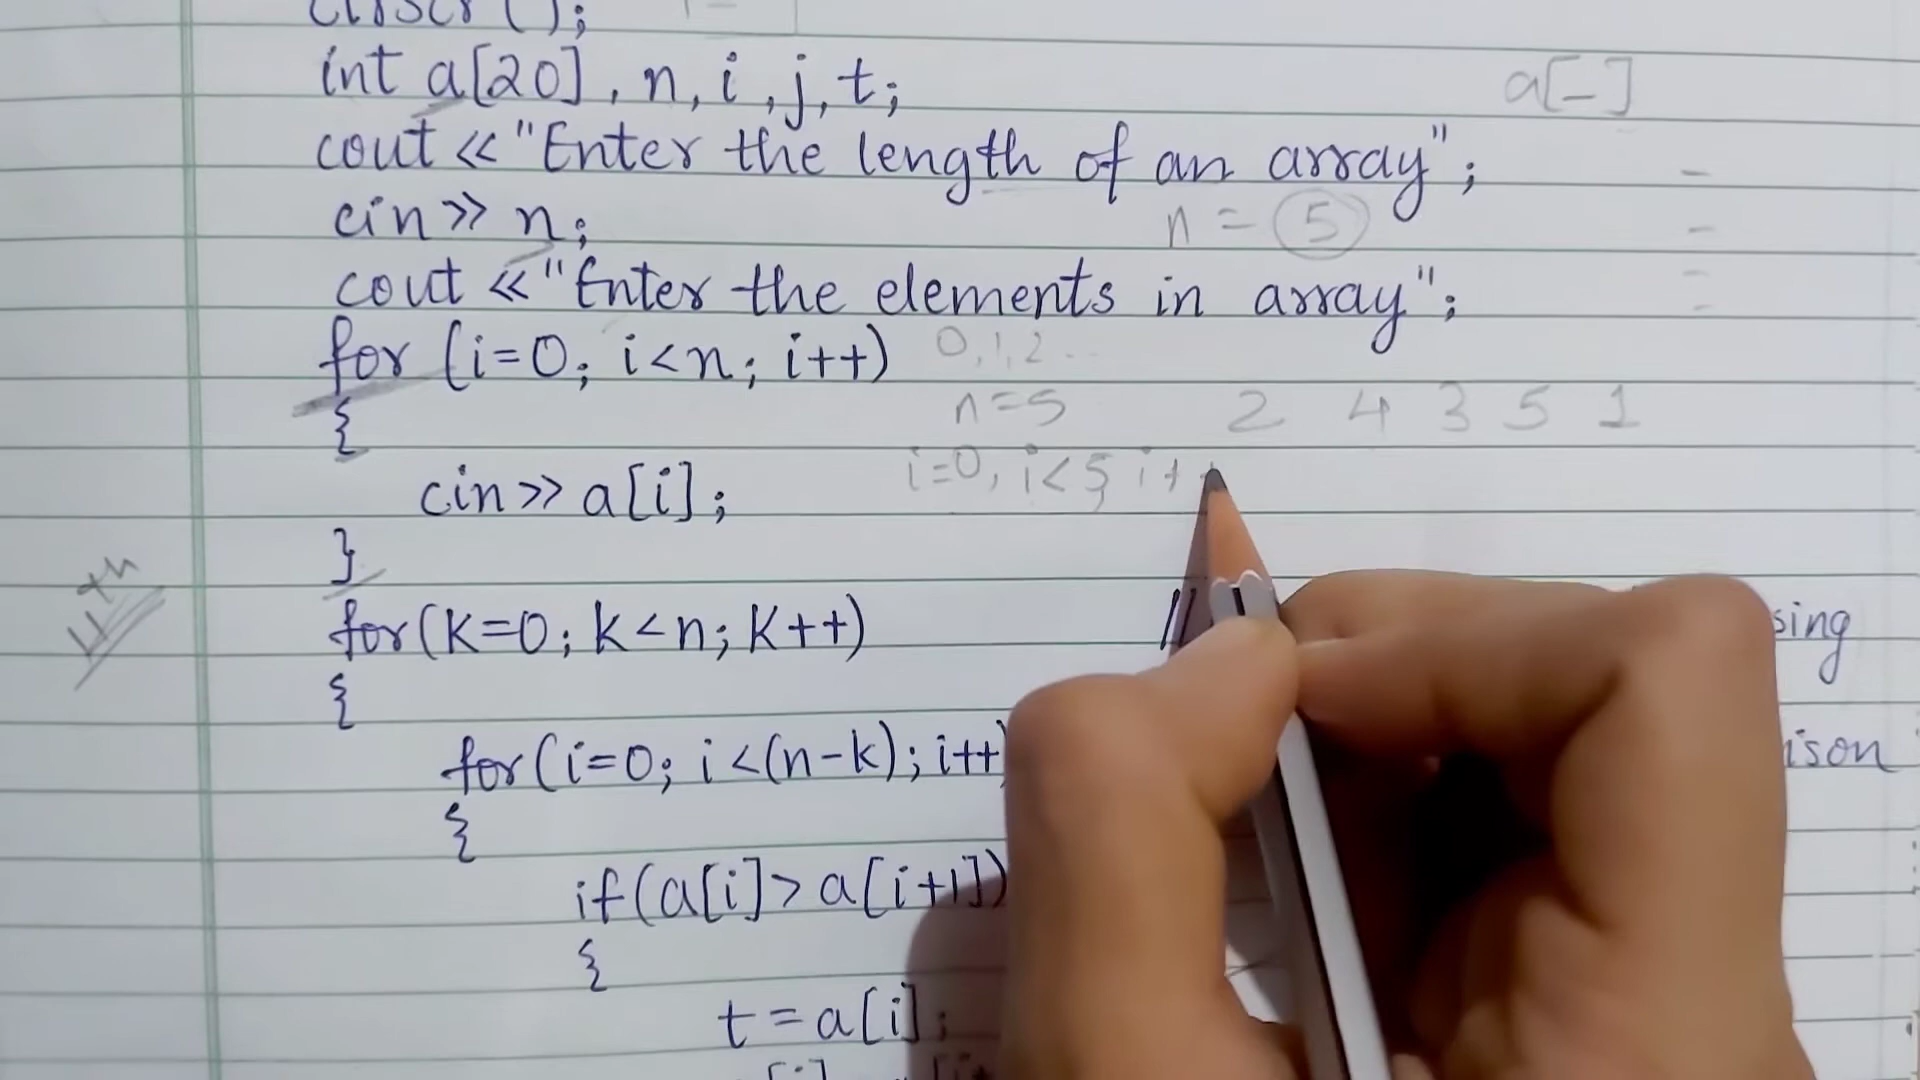 clrscr();
int a[20], n, i, j, t;
a[-]
cout << "Enter the length of an array";
cin >> n;
n = 5
cout << "Enter the elements in array";
for (i=0; i<n; i++)
0, 1, 2..
{
n=5
2 4 3 5 1
cin >> a[i];
i=0, i<5 i++
}
11th
for(K=0; k<n; K++)
// sing
{
for(i=0; i<(n-k); i++)
ison
{
if(a[i]>a[i+1])
{
t = a[i];